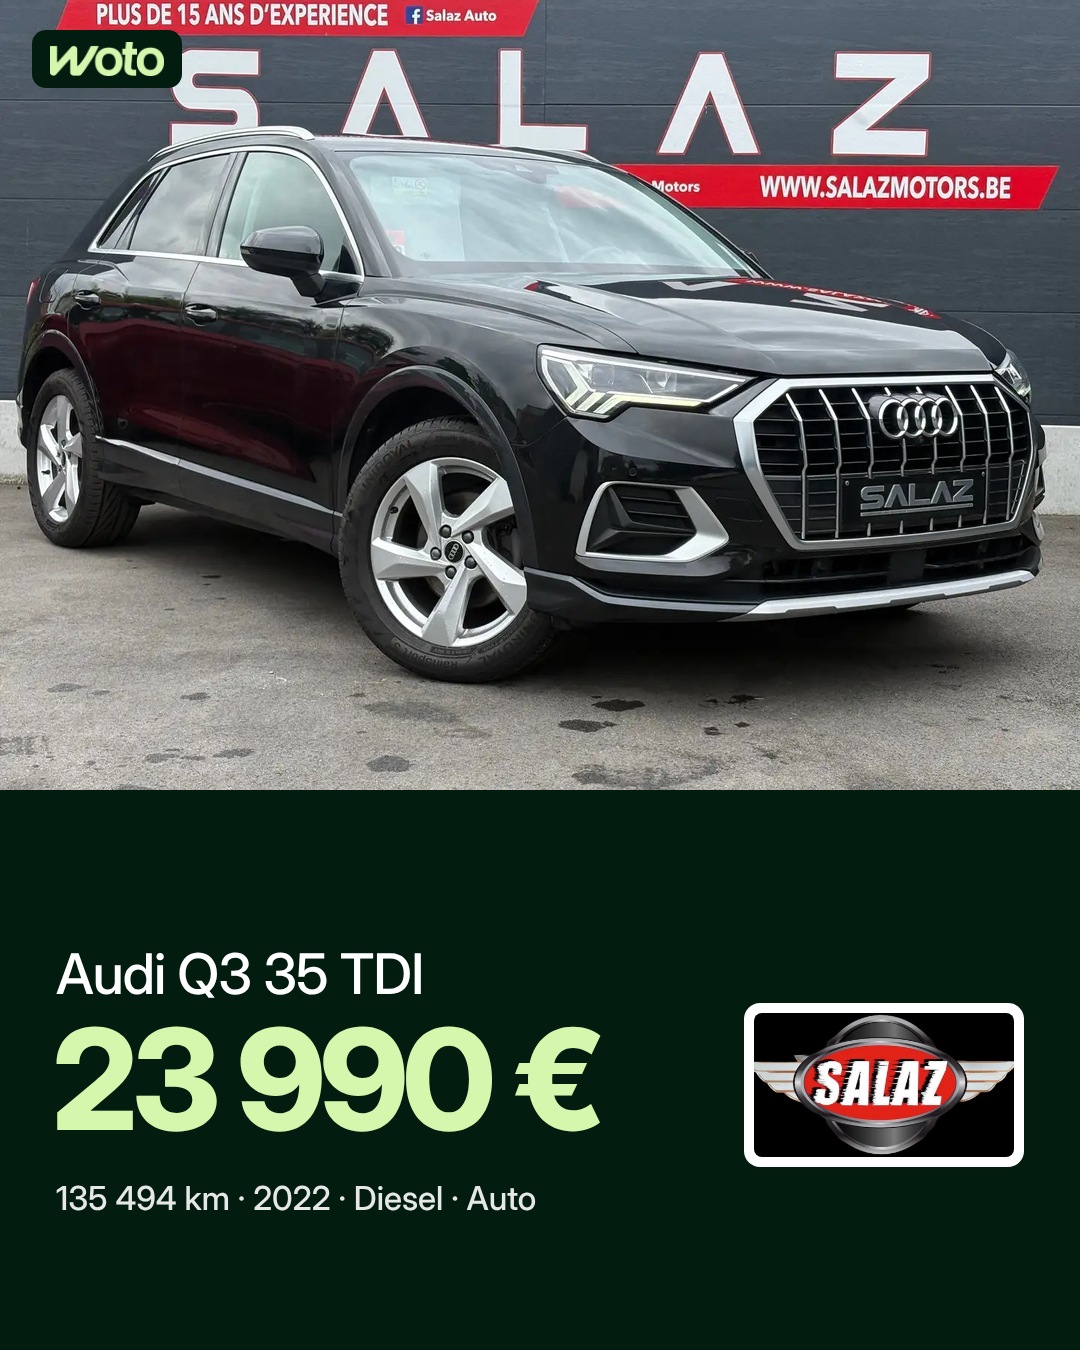 PLUS DE 15 ANS D'EXPERIENCE
Salaz Auto
woto
SALAZ
Motors
WWW.SALAZMOTORS.BE
SALAZ
Audi Q3 35 TDI
23 990 €
SALAZ
135 494 km · 2022 · Diesel · Auto